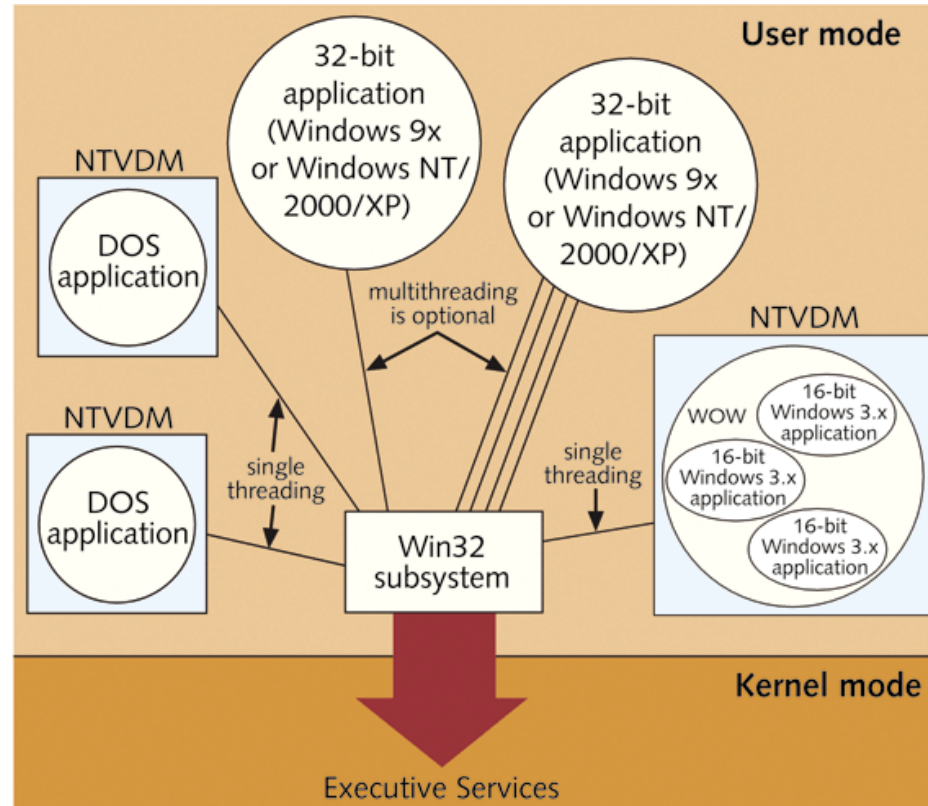 User mode
32-bit
application
(Windows 9x
or Windows NT/
2000/XP)
32-bit
application
(Windows 9x
or Windows NT/
2000/XP)
NTVDM
DOS
application
multithreading
is optional
NTVDM
WOW
16-bit
Windows 3.x
application
16-bit
Windows 3.x
application
16-bit
Windows 3.x
application
NTVDM
DOS
application
single
threading
single
threading
Win32
subsystem
Kernel mode
Executive Services